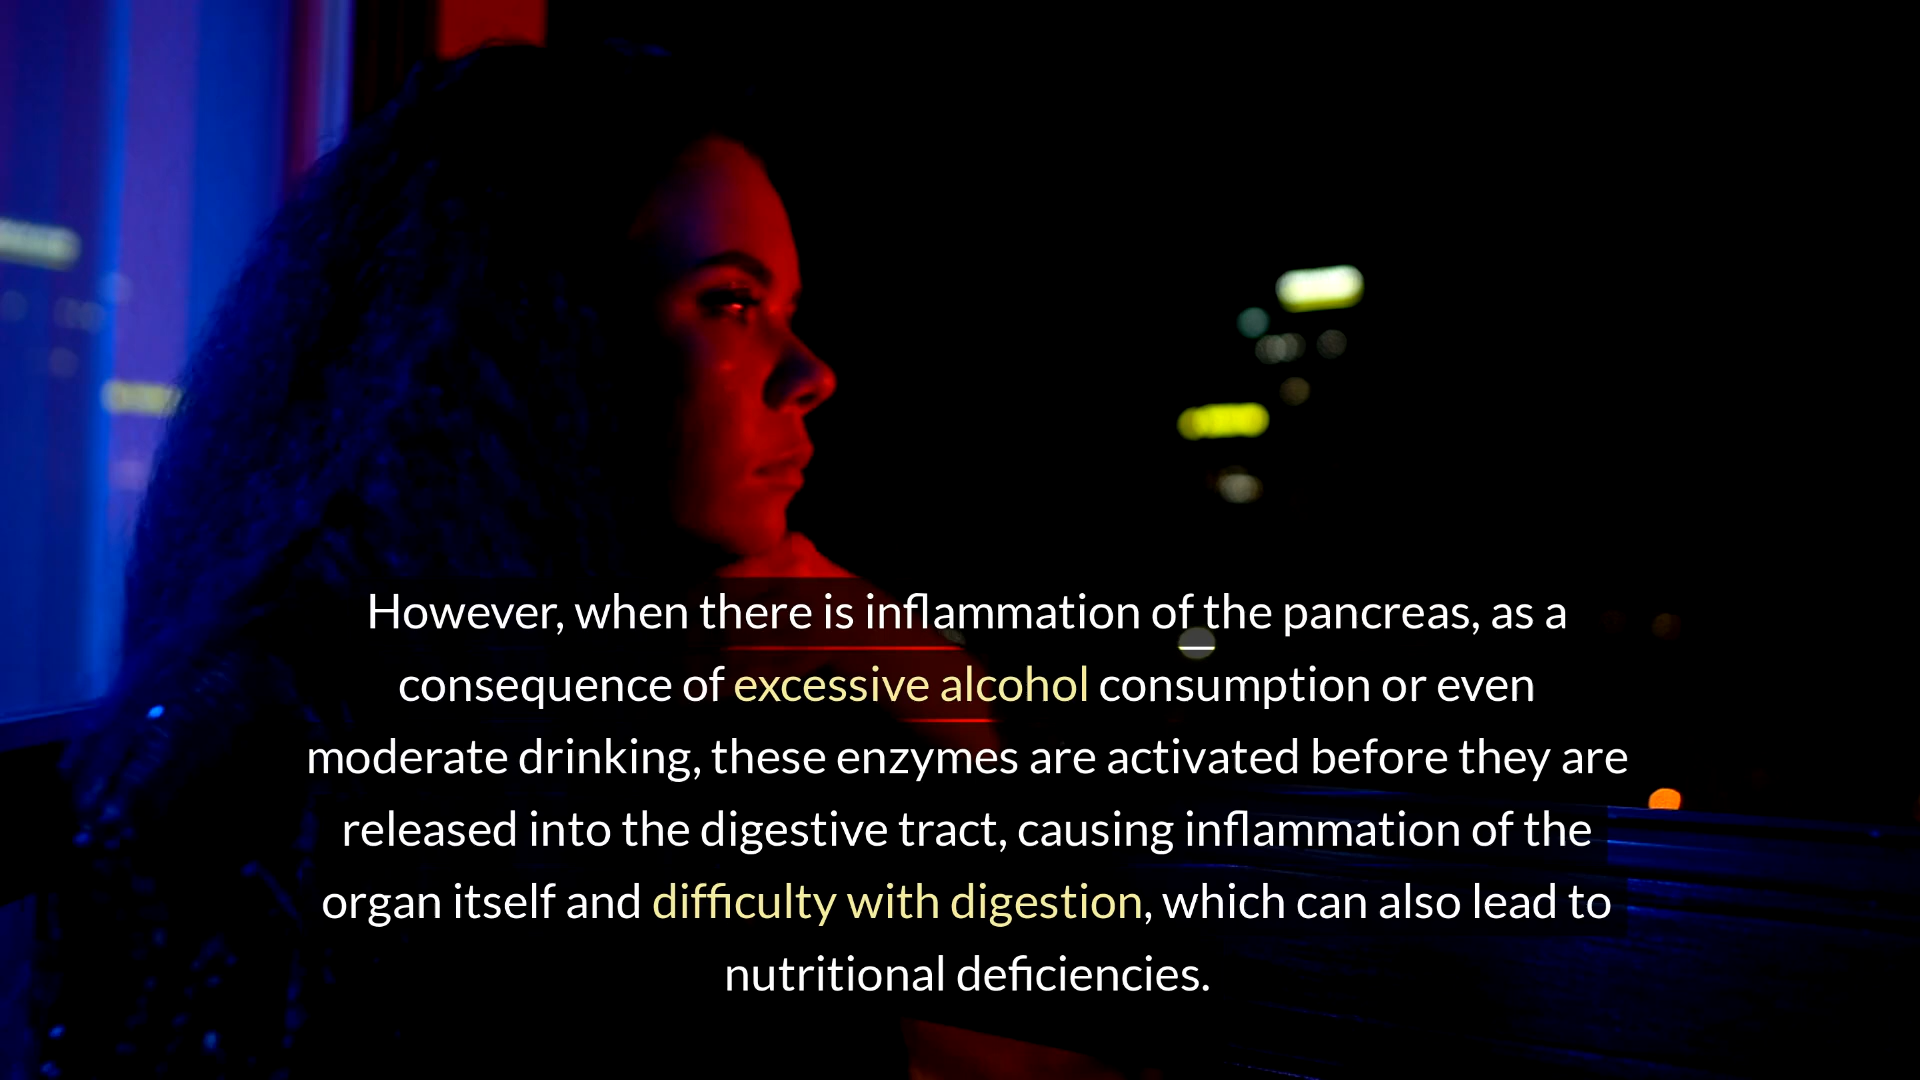 However, when there is inflammation of the pancreas, as a
consequence of excessive alcohol consumption or even
moderate drinking, these enzymes are activated before they are
released into the digestive tract, causing inflammation of the
organ itself and difficulty with digestion, which can also lead to
nutritional deficiencies.